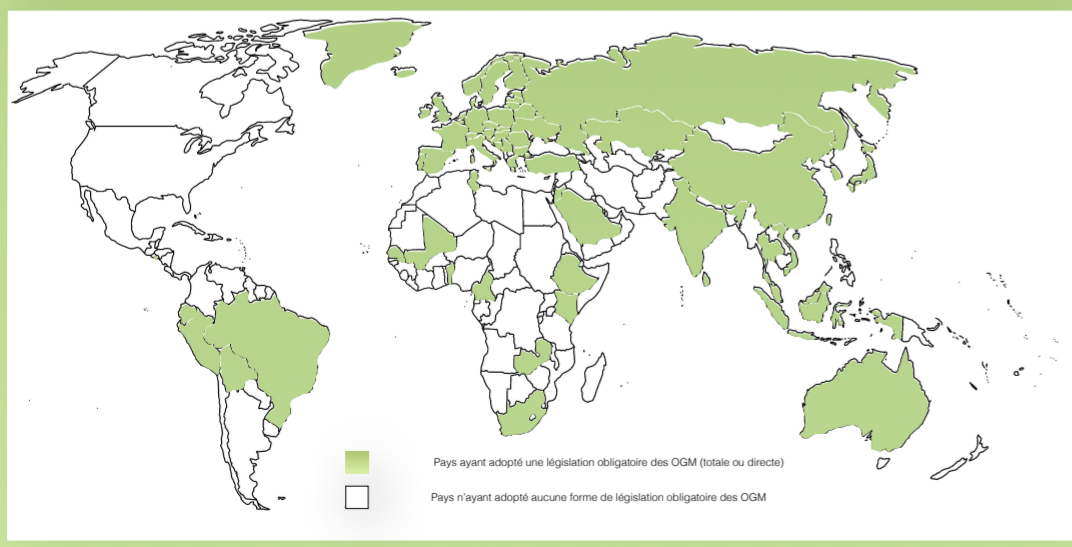 Pays ayant adopté une législation obligatoire des OGM (totale ou directe)
Pays n'ayant adopté aucune forme de législation obligatoire des OGM